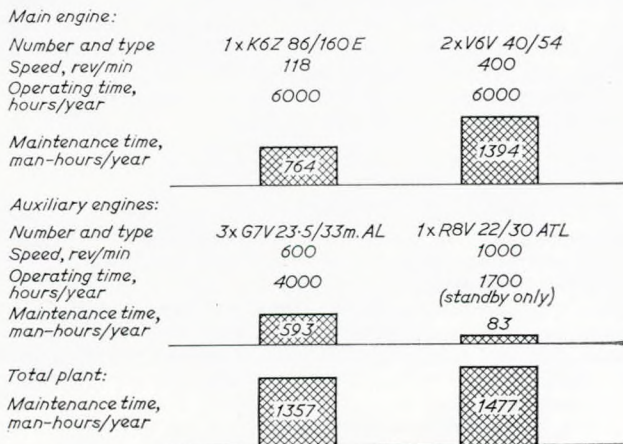 Main engine:
Number and type 1 x K6Z 86/160 E 2 x V6V 40/54
Speed, rev/min 118 400
Operating time, hours/year 6000 6000
Maintenance time, man-hours/year 764 1394
Auxiliary engines:
Number and type 3 x G7V 23·5/33m. AL 1 x R8V 22/30 ATL
Speed, rev/min 600 1000
Operating time, hours/year 4000 1700 (standby only)
Maintenance time, man-hours/year 593 83
Total plant:
Maintenance time, man-hours/year 1357 1477